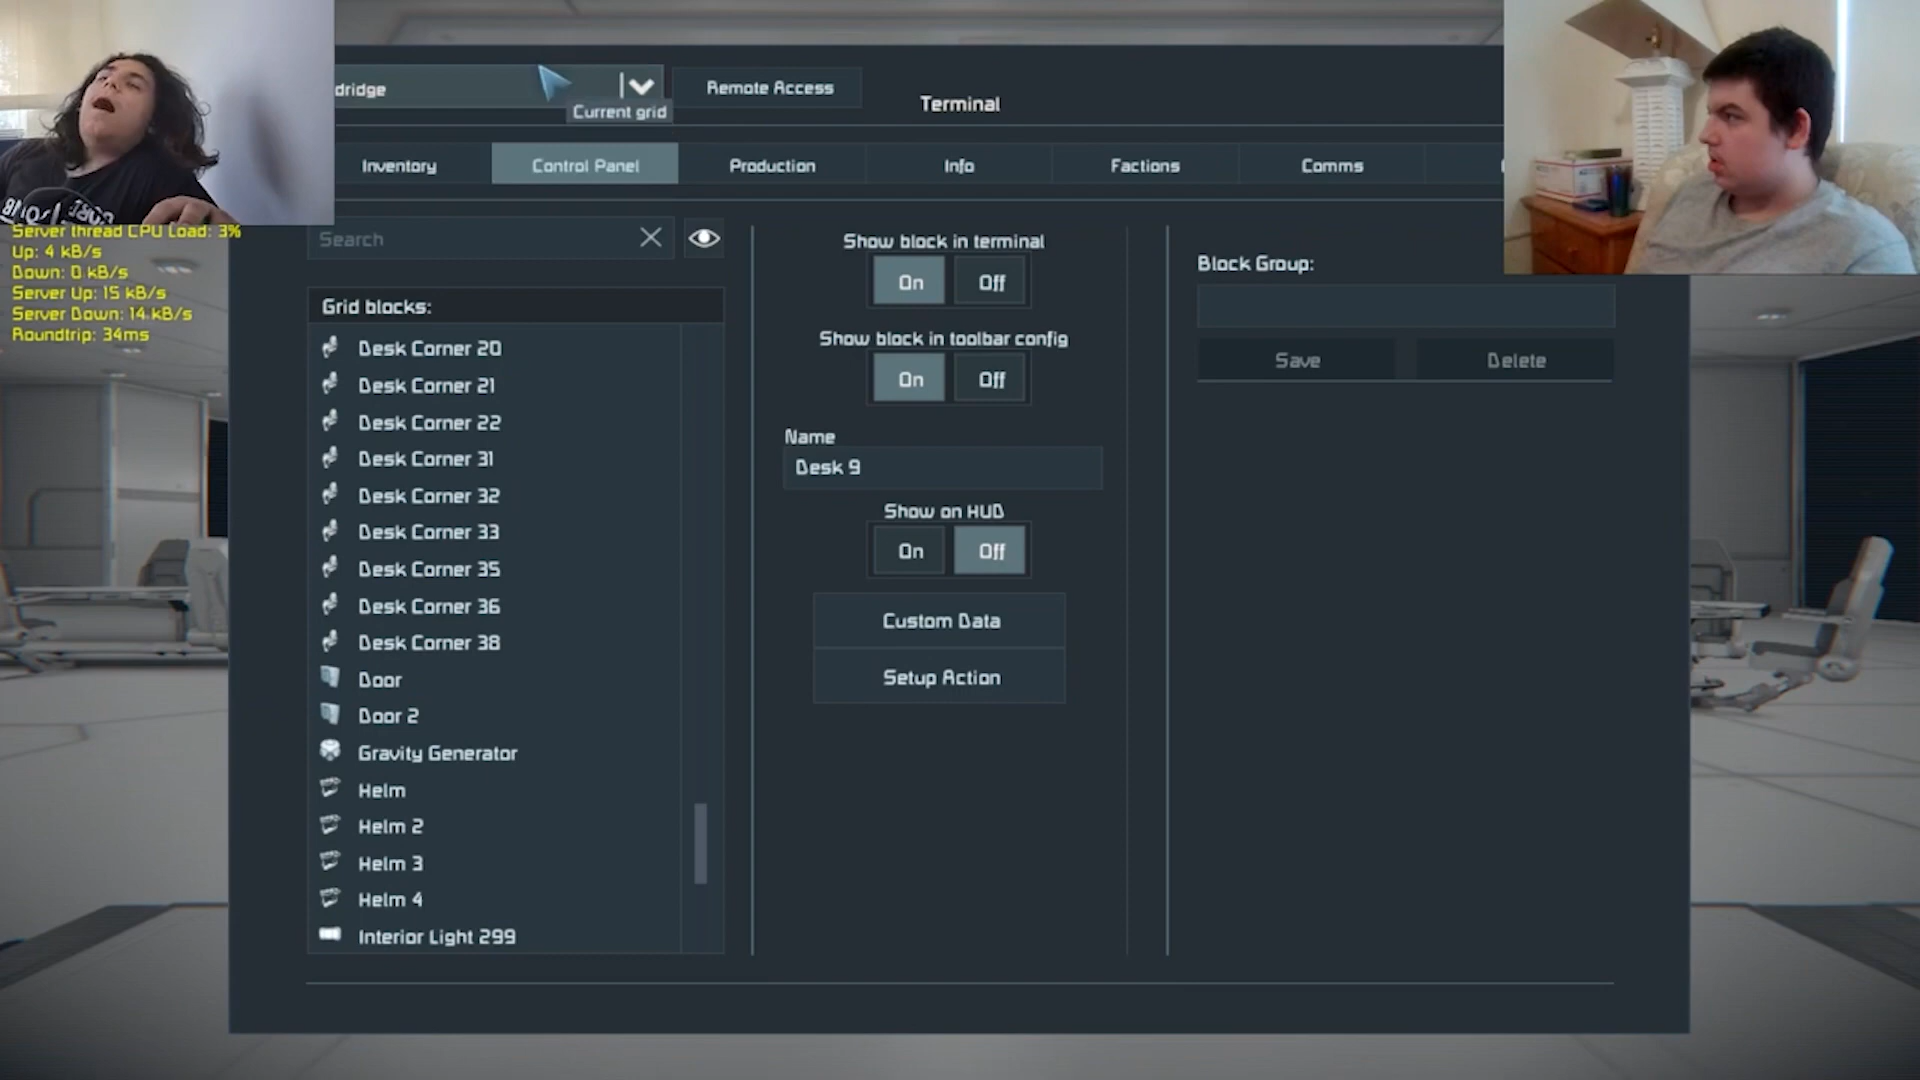 dridge
Current grid
Remote Access
Terminal
Inventory
Control Panel
Production
Info
Factions
Comms
Server thread CPU Load: 3%
Up: 4 kB/s
Down: 0 kB/s
Server Up: 15 kB/s
Server Down: 14 kB/s
Roundtrip: 34ms
Search
Grid blocks:
Desk Corner 20
Desk Corner 21
Desk Corner 22
Desk Corner 31
Desk Corner 32
Desk Corner 33
Desk Corner 35
Desk Corner 36
Desk Corner 38
Door
Door 2
Gravity Generator
Helm
Helm 2
Helm 3
Helm 4
Interior Light 299
Show block in terminal
On Off
Show block in toolbar config
On Off
Name
Desk 9
Show on HUD
On Off
Custom Data
Setup Action
Block Group:
Save Delete